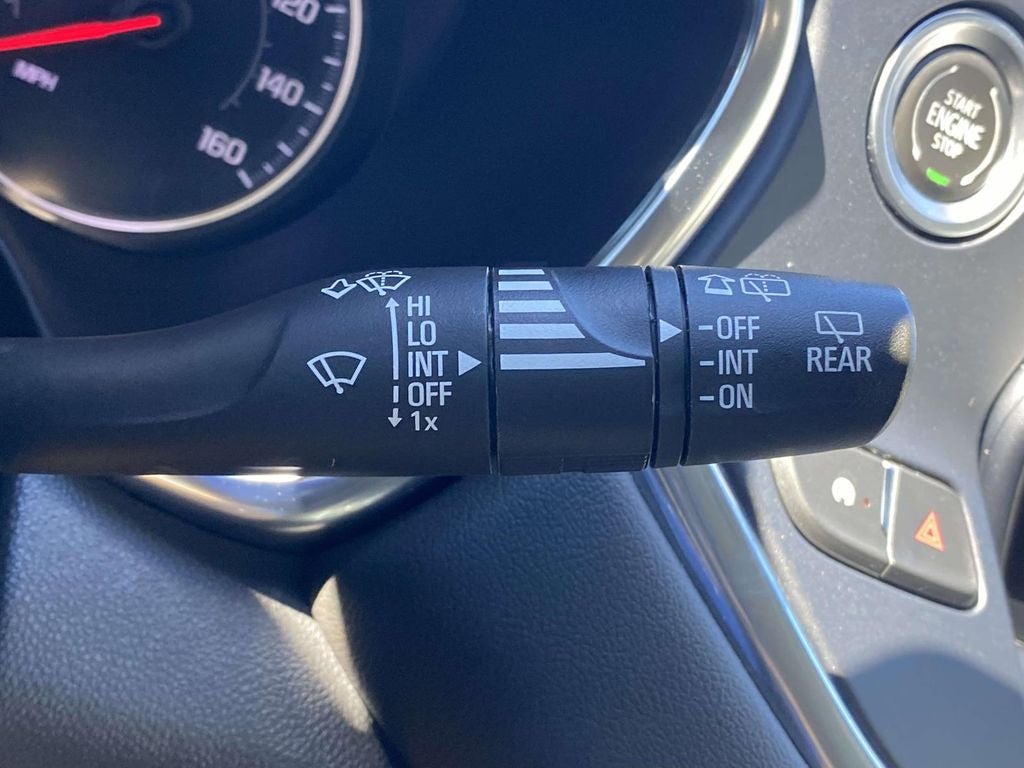 120
140
160
MPH
START
ENGINE
STOP
HI
LO
INT
OFF
1x
-OFF
-INT
-ON
REAR